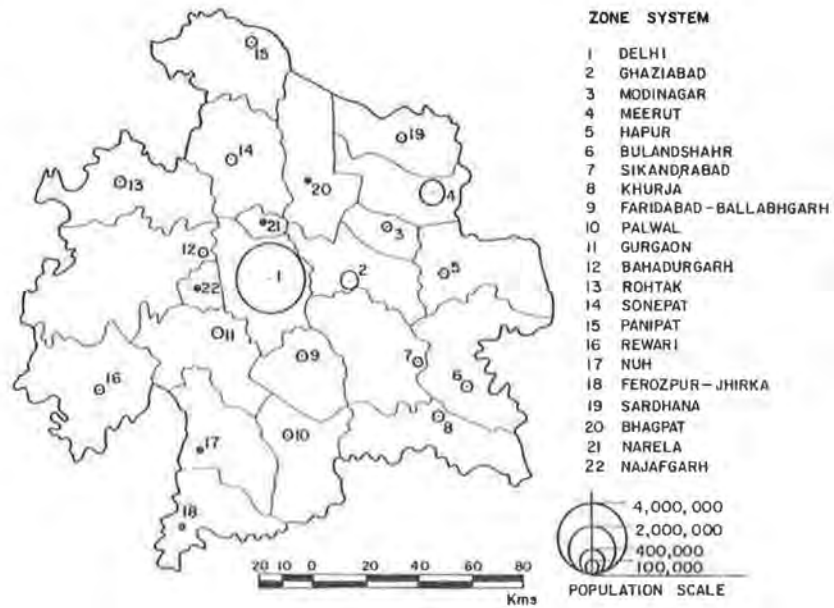 ZONE SYSTEM
1 DELHI
2 GHAZIABAD
3 MODINAGAR
4 MEERUT
5 HAPUR
6 BULANDSHAHR
7 SIKANDRABAD
8 KHURJA
9 FARIDABAD-BALLABHGARH
10 PALWAL
11 GURGAON
12 BAHADURGARH
13 ROHTAK
14 SONEPAT
15 PANIPAT
16 REWARI
17 NUH
18 FEROZPUR-JHIRKA
19 SARDHANA
20 BHAGPAT
21 NARELA
22 NAJAFGARH
15
19
14
13
20
4
21
3
12
1
2
5
22
11
9
7
6
16
8
10
17
18
20 10 0 20 40 60 80
Kms
4,000,000
2,000,000
400,000
100,000
POPULATION SCALE